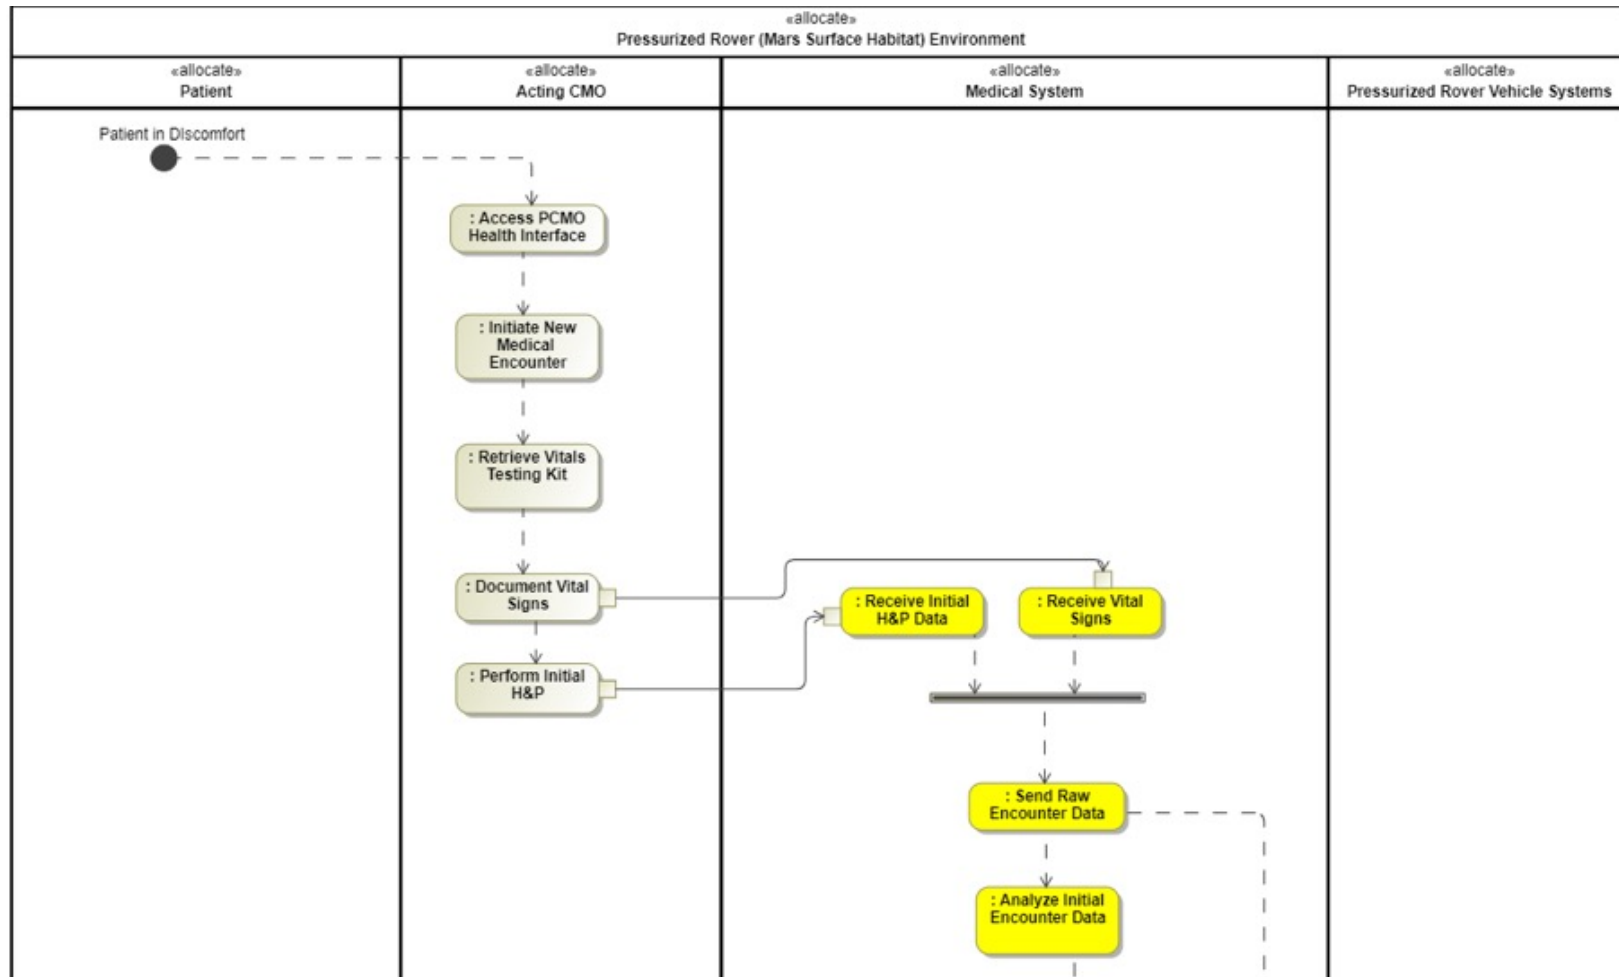 «allocate»
Pressurized Rover (Mars Surface Habitat) Environment
«allocate»
Patient
«allocate»
Acting CMO
«allocate»
Medical System
«allocate»
Pressurized Rover Vehicle Systems
Patient in DIscomfort
: Access PCMO
Health Interface
: Initiate New
Medical
Encounter
: Retrieve Vitals
Testing Kit
: Document Vital
Signs
: Receive Initial
H&P Data
: Receive Vital
Signs
: Perform Initial
H&P
: Send Raw
Encounter Data
: Analyze Initial
Encounter Data